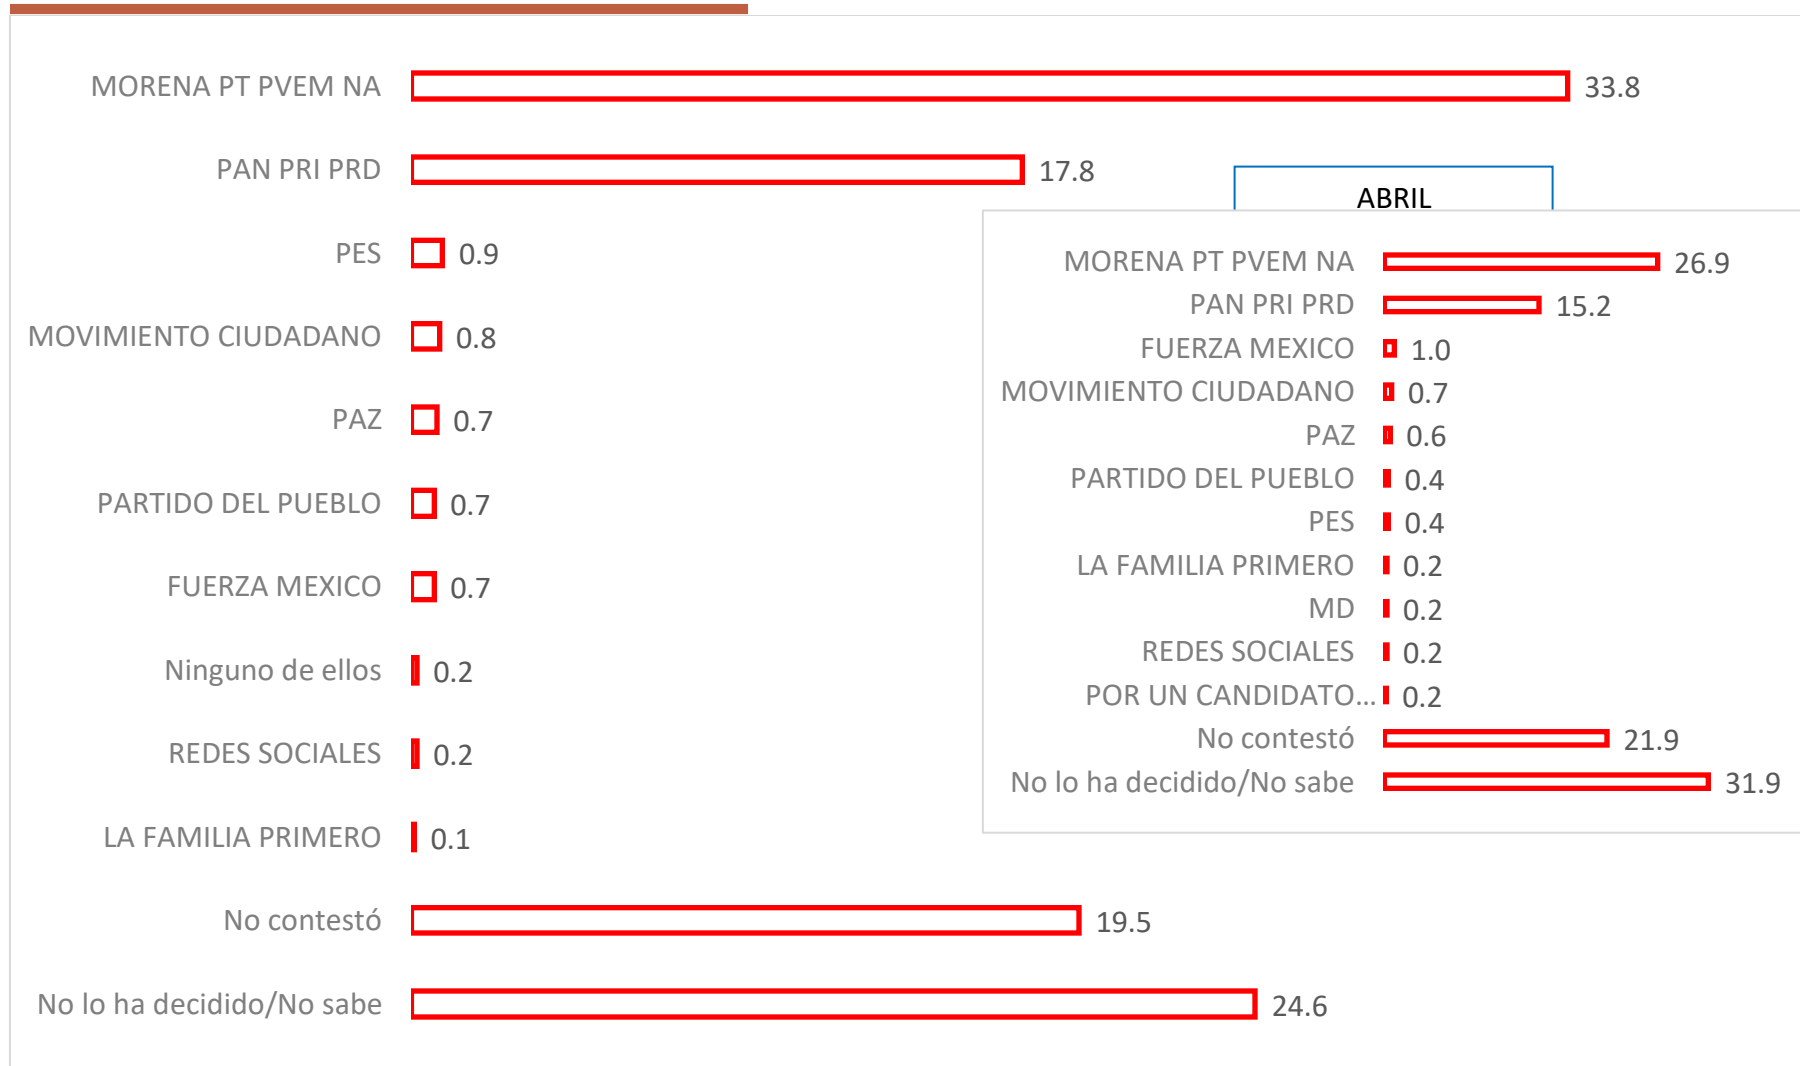 MORENA PT PVEM NA 33.8
PAN PRI PRD 17.8
PES 0.9
MOVIMIENTO CIUDADANO 0.8
PAZ 0.7
PARTIDO DEL PUEBLO 0.7
FUERZA MEXICO 0.7
Ninguno de ellos 0.2
REDES SOCIALES 0.2
LA FAMILIA PRIMERO 0.1
No contestó 19.5
No lo ha decidido/No sabe 24.6
ABRIL
MORENA PT PVEM NA 26.9
PAN PRI PRD 15.2
FUERZA MEXICO 1.0
MOVIMIENTO CIUDADANO 0.7
PAZ 0.6
PARTIDO DEL PUEBLO 0.4
PES 0.4
LA FAMILIA PRIMERO 0.2
MD 0.2
REDES SOCIALES 0.2
POR UN CANDIDATO... 0.2
No contestó 21.9
No lo ha decidido/No sabe 31.9